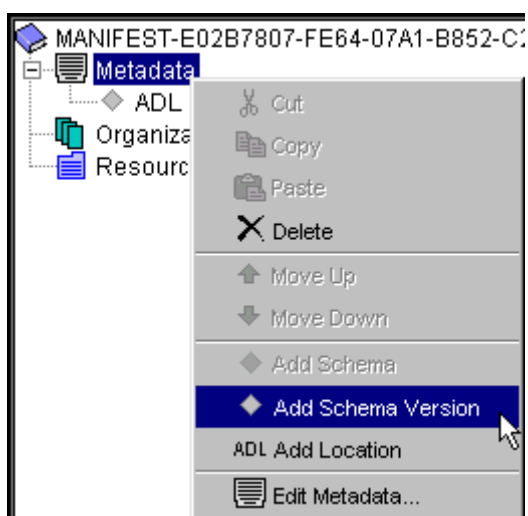 MANIFEST-E02B7807-FE64-07A1-B852-C2
Metadata
ADL
Organiza
Resourc
Cut
Copy
Paste
Delete
Move Up
Move Down
Add Schema
Add Schema Version
ADL Add Location
Edit Metadata...